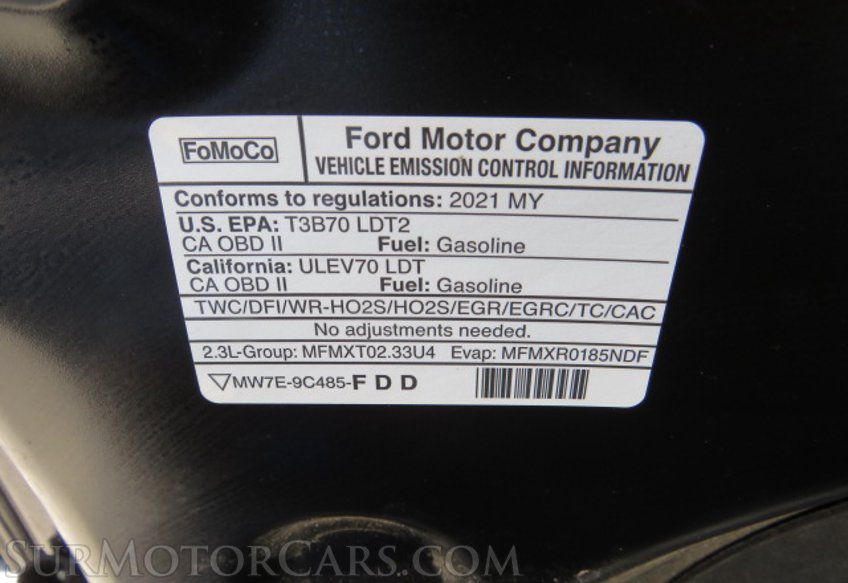 FoMoCo
Ford Motor Company
VEHICLE EMISSION CONTROL INFORMATION
Conforms to regulations: 2021 MY
U.S. EPA: T3B70 LDT2
CA OBD II Fuel: Gasoline
California: ULEV70 LDT
CA OBD II Fuel: Gasoline
TWC/DFI/WR-HO2S/HO2S/EGR/EGRC/TC/CAC
No adjustments needed.
2.3L-Group: MFMXT02.33U4 Evap: MFMXR0185NDF
MW7E-9C485-F D D
SURMOTORCARS.COM